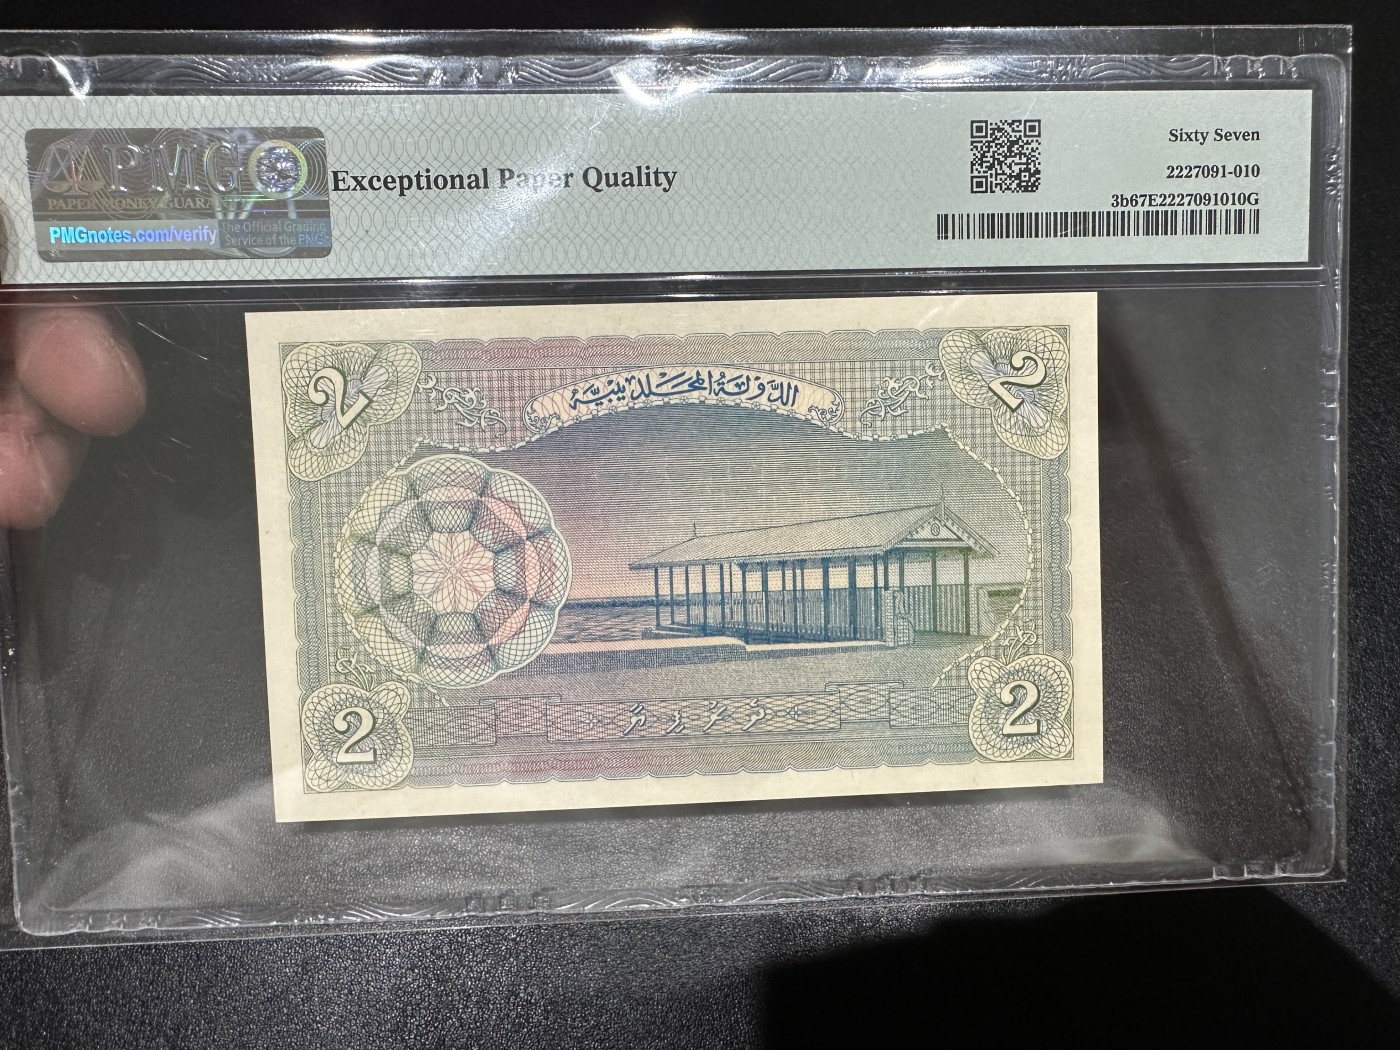 PMG
PAPER MONEY GUARANTY
PMGnotes.com/verify
The Official Grading
Service of the PNG
Exceptional Paper Quality
Sixty Seven
2227091-010
3b67E2227091010G
2
2
الدولة المحلديبية
2
2